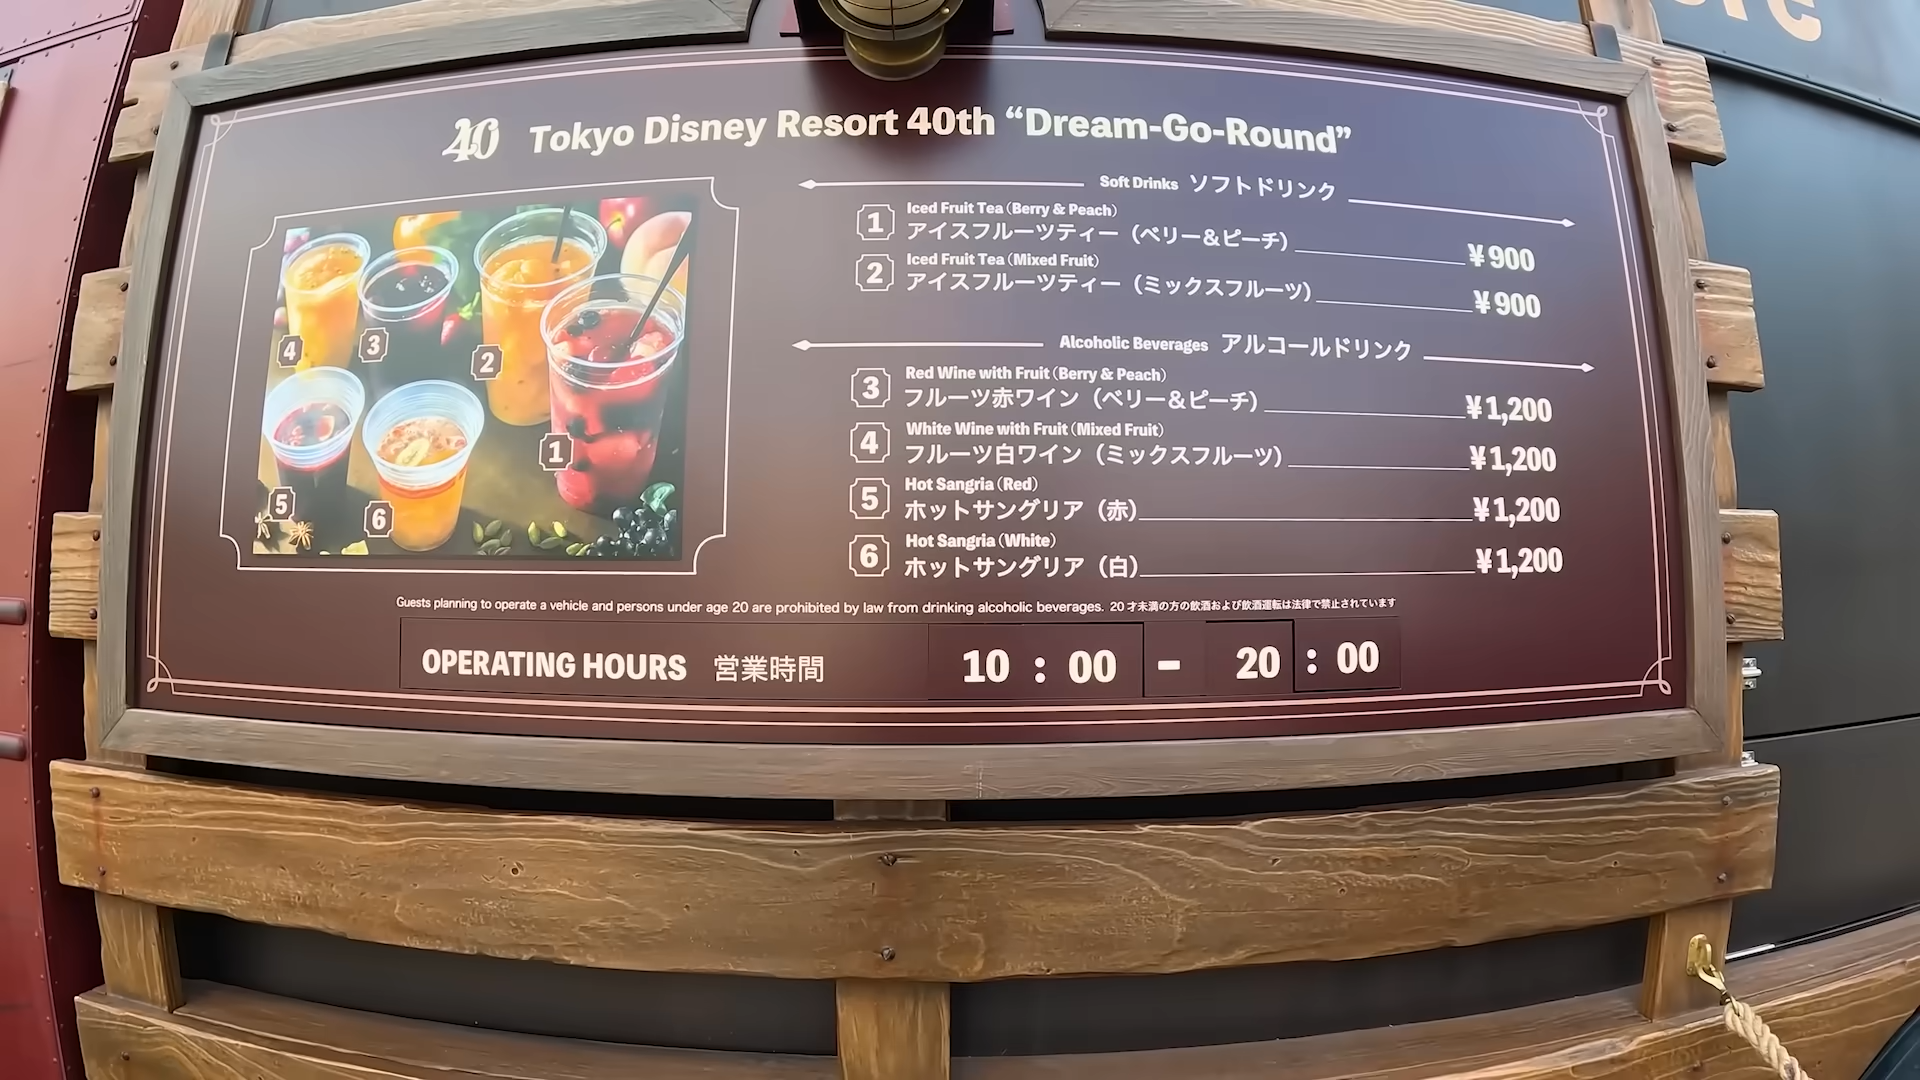 40 Tokyo Disney Resort 40th “Dream-Go-Round”
Soft Drinks ソフトドリンク
1 Iced Fruit Tea (Berry & Peach)
アイスフルーツティー（ベリー＆ピーチ） ¥900
2 Iced Fruit Tea (Mixed Fruit)
アイスフルーツティー（ミックスフルーツ） ¥900
Alcoholic Beverages アルコールドリンク
3 Red Wine with Fruit (Berry & Peach)
フルーツ赤ワイン（ベリー＆ピーチ） ¥1,200
4 White Wine with Fruit (Mixed Fruit)
フルーツ白ワイン（ミックスフルーツ） ¥1,200
5 Hot Sangria (Red)
ホットサングリア（赤） ¥1,200
6 Hot Sangria (White)
ホットサングリア（白） ¥1,200
4
3
2
1
5
6
Guests planning to operate a vehicle and persons under age 20 are prohibited by law from drinking alcoholic beverages. 20才未満の方の飲酒および飲酒運転は法律で禁止されています
OPERATING HOURS 営業時間 10 : 00 - 20 : 00